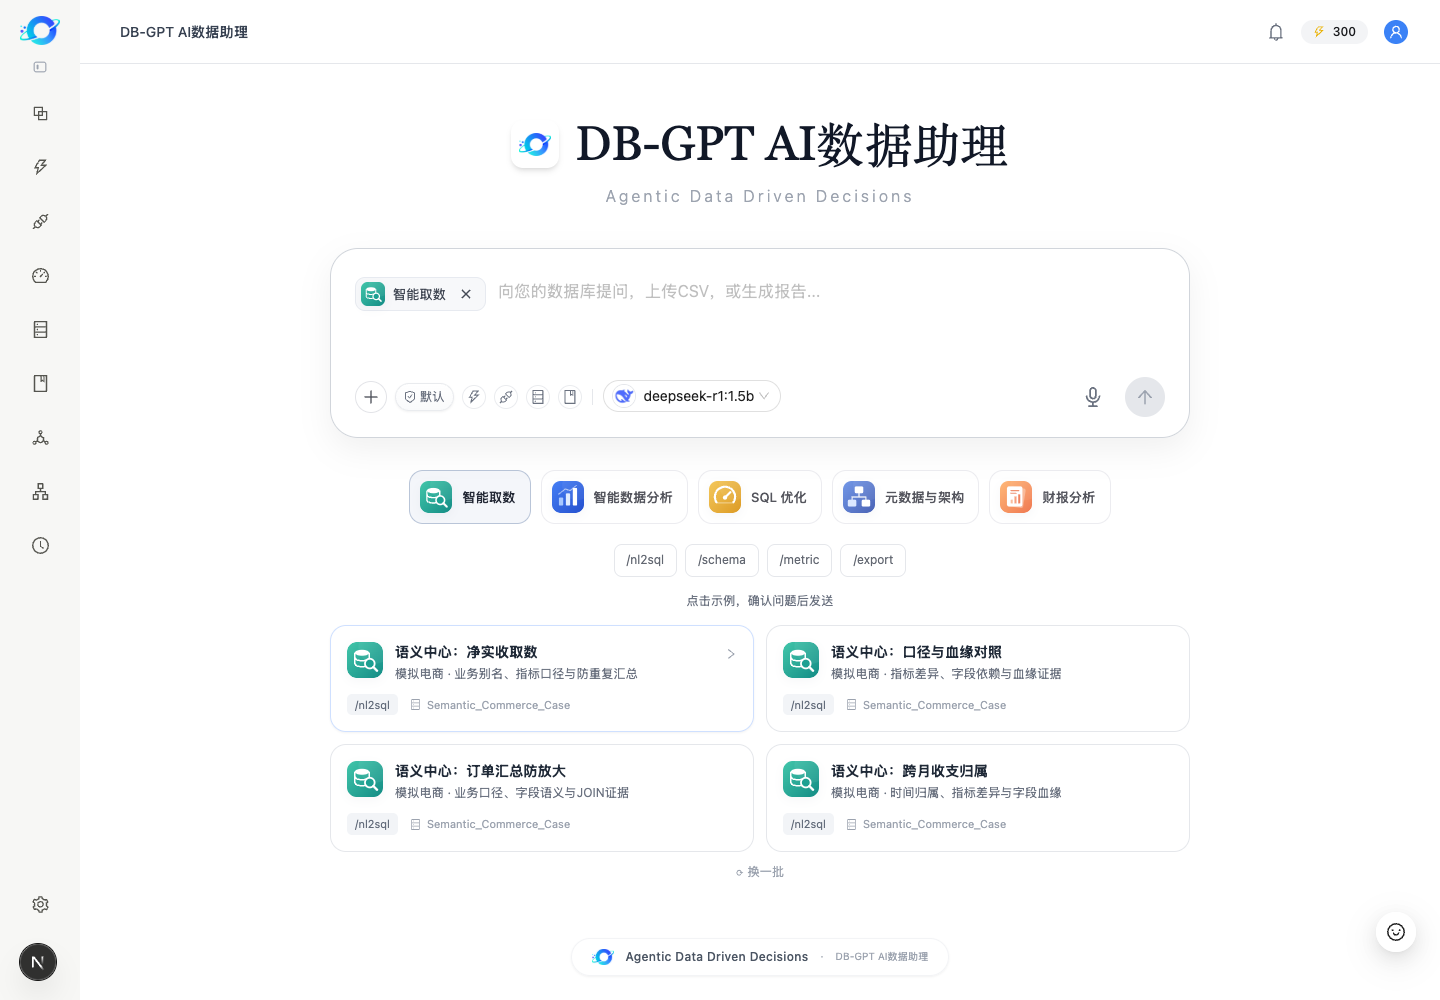 DB-GPT AI数据助理
300
DB-GPT AI数据助理
Agentic Data Driven Decisions
智能取数
向您的数据库提问，上传CSV，或生成报告...
默认
deepseek-r1:1.5b
智能取数
智能数据分析
SQL 优化
元数据与架构
财报分析
/nl2sql
/schema
/metric
/export
点击示例，确认问题后发送
语义中心：净实收取数
模拟电商 · 业务别名、指标口径与防重复汇总
/nl2sql
Semantic_Commerce_Case
语义中心：口径与血缘对照
模拟电商 · 指标差异、字段依赖与血缘证据
/nl2sql
Semantic_Commerce_Case
语义中心：订单汇总防放大
模拟电商 · 业务口径、字段语义与JOIN证据
/nl2sql
Semantic_Commerce_Case
语义中心：跨月收支归属
模拟电商 · 时间归属、指标差异与字段血缘
/nl2sql
Semantic_Commerce_Case
换一批
N
Agentic Data Driven Decisions · DB-GPT AI数据助理